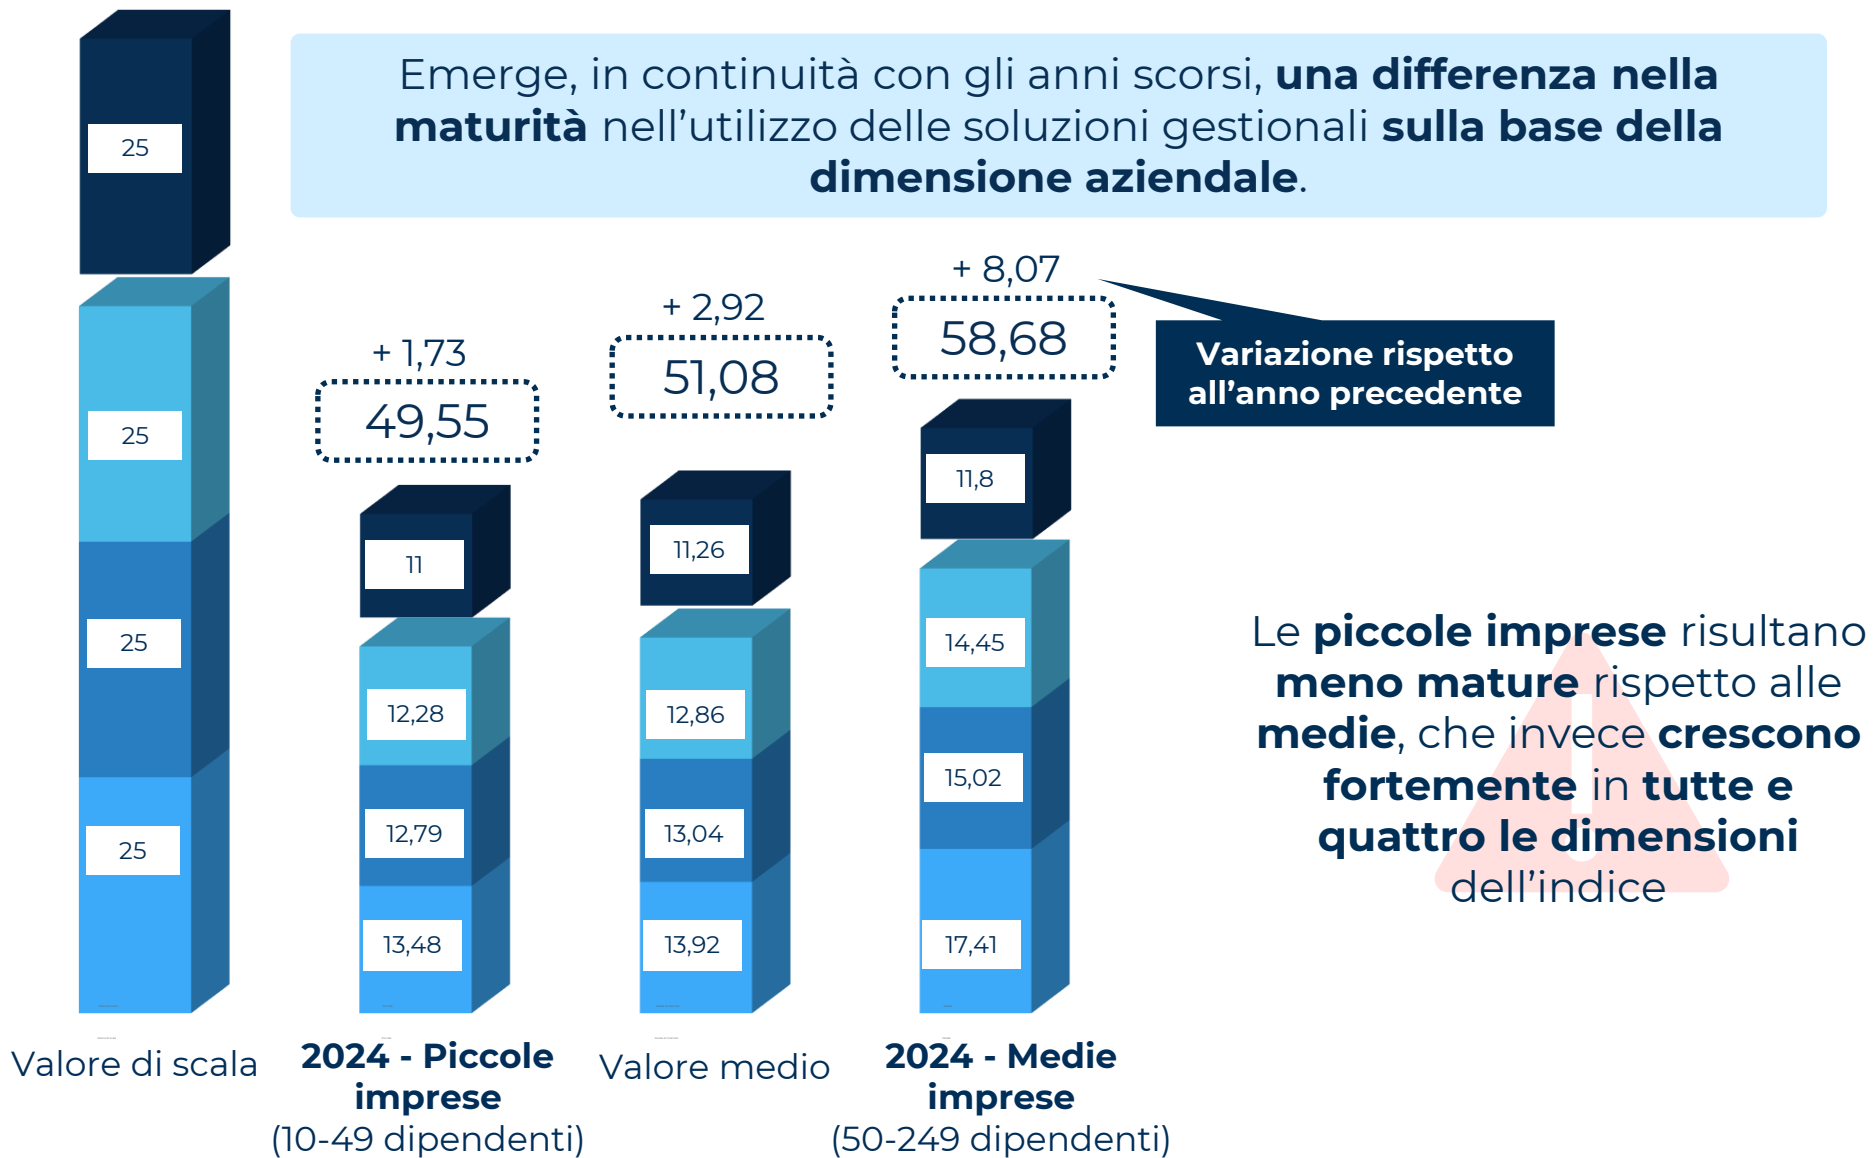 Emerge, in continuità con gli anni scorsi, una differenza nella
maturità nell’utilizzo delle soluzioni gestionali sulla base della
dimensione aziendale.
25
25
25
25
Valore di scala
+ 1,73
49,55
11
12,28
12,79
13,48
2024 - Piccole
imprese
(10-49 dipendenti)
+ 2,92
51,08
11,26
12,86
13,04
13,92
Valore medio
+ 8,07
58,68
11,8
14,45
15,02
17,41
2024 - Medie
imprese
(50-249 dipendenti)
Variazione rispetto
all’anno precedente
Le piccole imprese risultano
meno mature rispetto alle
medie, che invece crescono
fortemente in tutte e
quattro le dimensioni
dell’indice